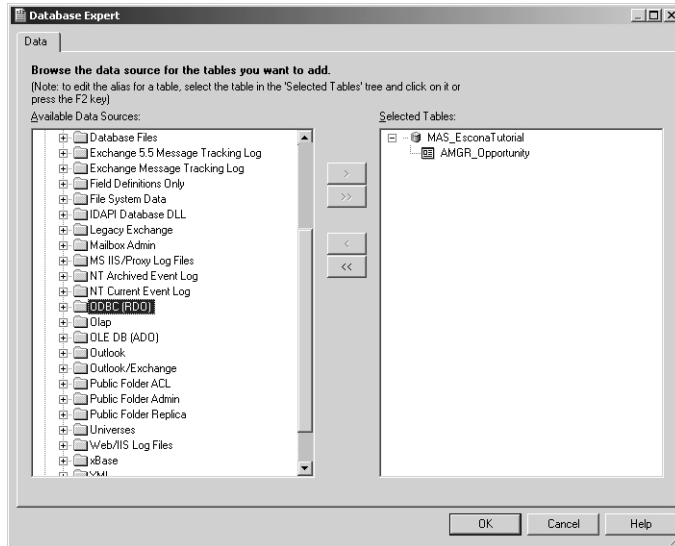 Database Expert
Data
Browse the data source for the tables you want to add.
(Note: to edit the alias for a table, select the table in the 'Selected Tables' tree and click on it or
press the F2 key)
Available Data Sources:
Database Files
Exchange 5.5 Message Tracking Log
Exchange Message Tracking Log
Field Definitions Only
File System Data
IDAPI Database DLL
Legacy Exchange
Mailbox Admin
MS IIS/Proxy Log Files
NT Archived Event Log
NT Current Event Log
ODBC (RDO)
Olap
OLE DB (ADO)
Outlook
Outlook/Exchange
Public Folder ACL
Public Folder Admin
Public Folder Replica
Universes
Web/IIS Log Files
xBase
XML
>
>>
<
<<
Selected Tables:
MAS_EsconaTutorial
AMGR_Opportunity
OK
Cancel
Help